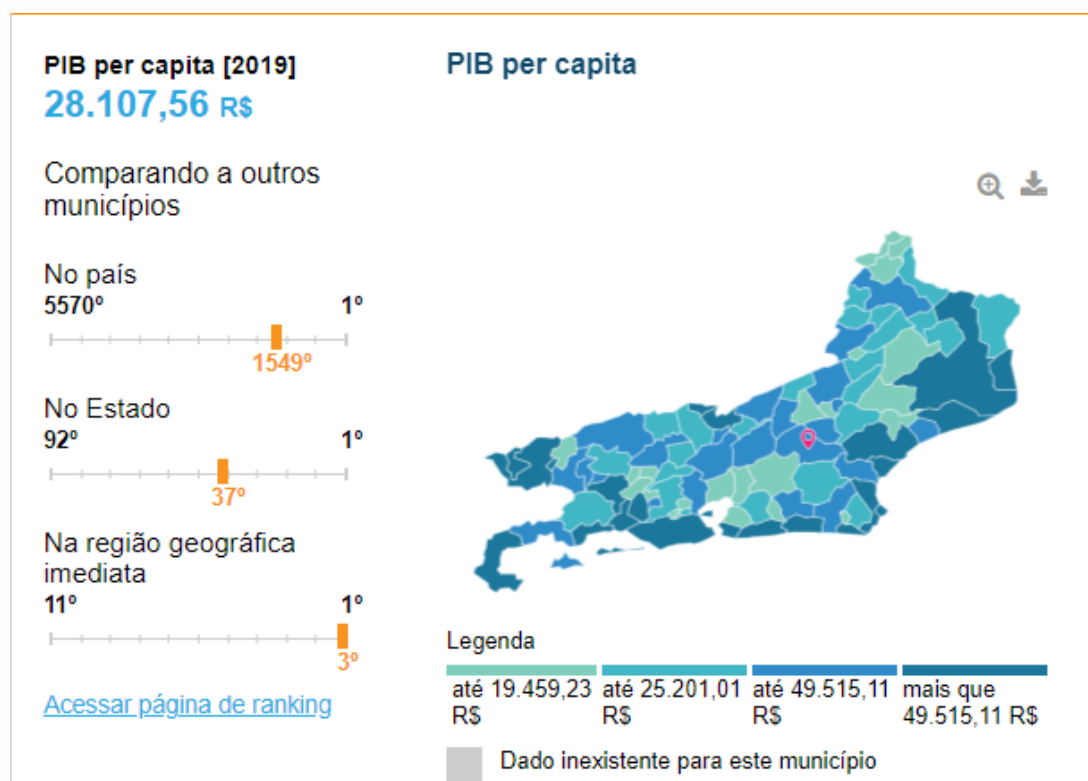 PIB per capita [2019]
28.107,56 R$
Comparando a outros
municípios
No país
5570º 1º
1549º
No Estado
92º 1º
37º
Na região geográfica
imediata
11º 1º
3º
Acessar página de ranking
PIB per capita
Legenda
até 19.459,23 R$
até 25.201,01 R$
até 49.515,11 R$
mais que 49.515,11 R$
Dado inexistente para este município